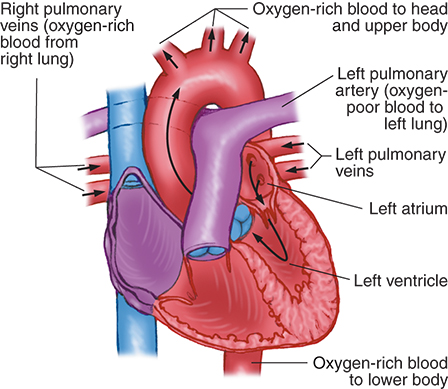 Right pulmonary
veins (oxygen-rich
blood from
right lung)
Oxygen-rich blood to head
and upper body
Left pulmonary
artery (oxygen-
poor blood to
left lung)
Left pulmonary
veins
Left atrium
Left ventricle
Oxygen-rich blood
to lower body